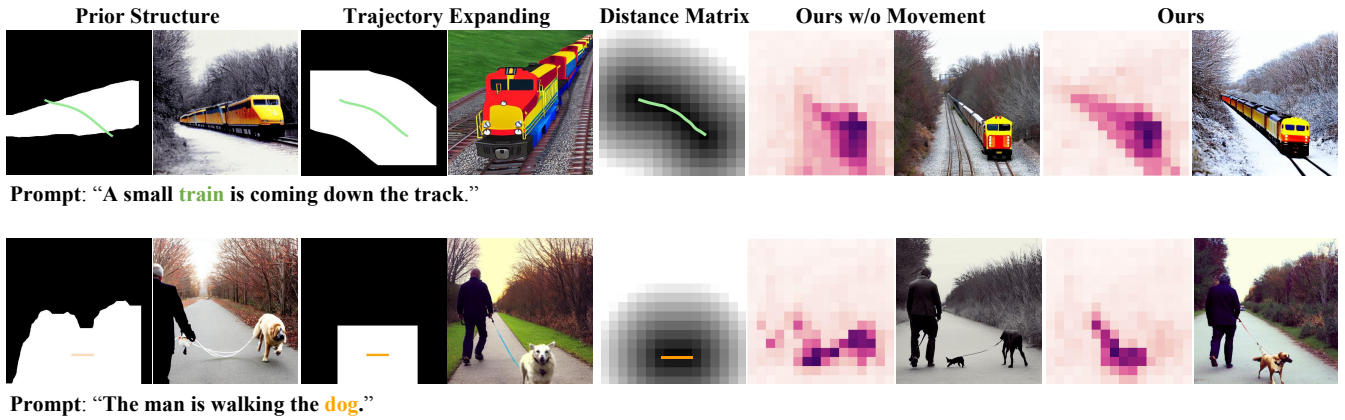 Prior Structure Trajectory Expanding Distance Matrix Ours w/o Movement Ours
Prompt: “A small train is coming down the track.”
Prompt: “The man is walking the dog.”